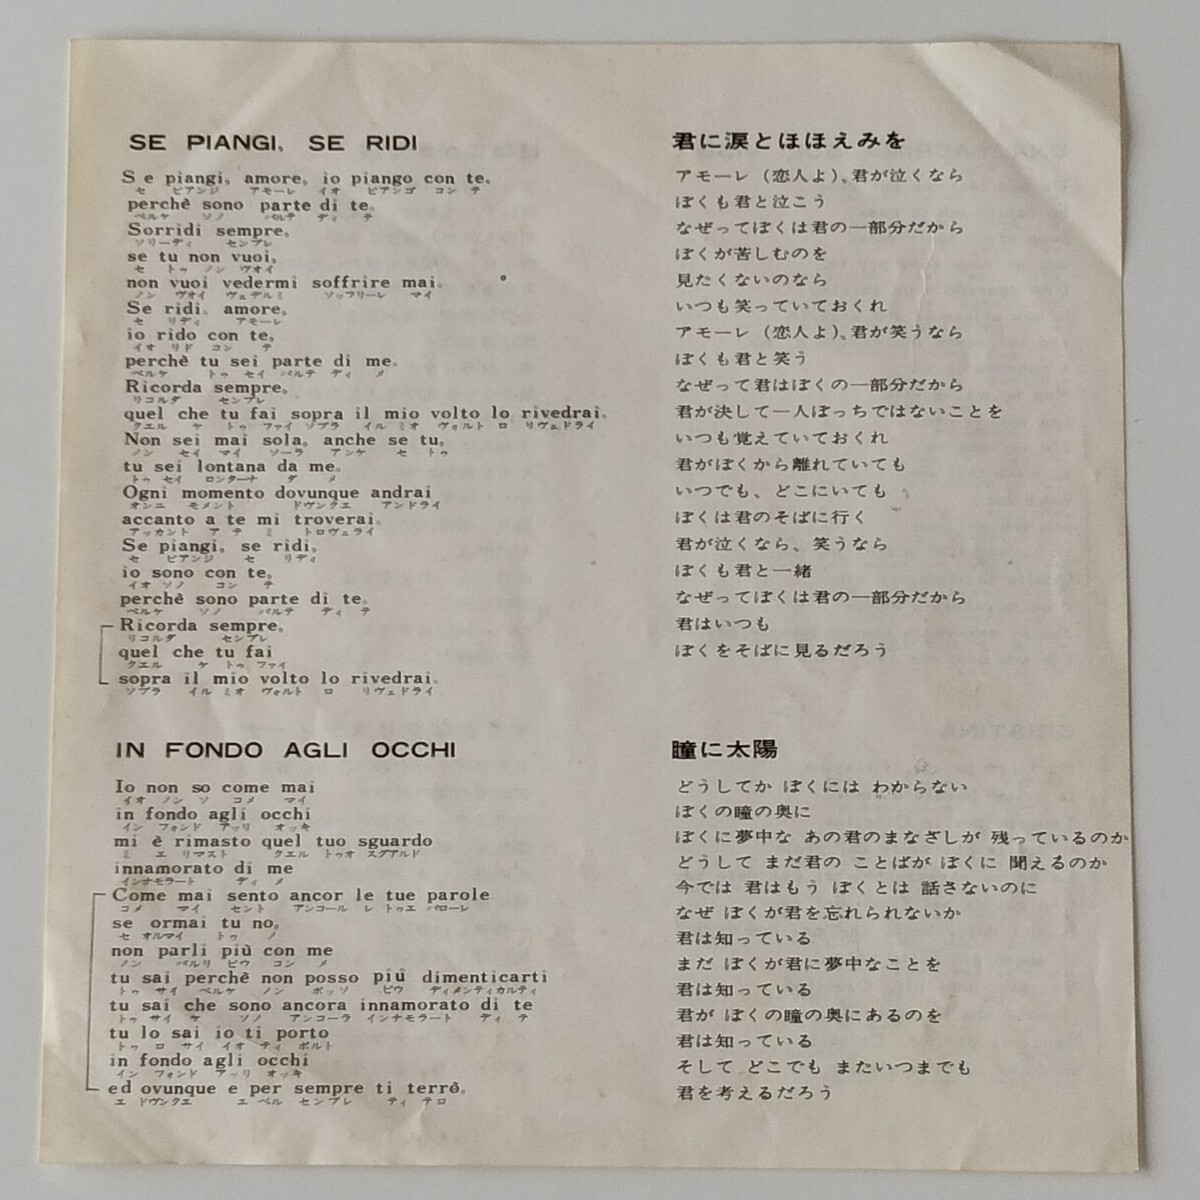 SE PIANGI, SE RIDI
Se piangi, amore, io piango con te,
セ ピアンジ アモーレ イオ ピアンゴ コン テ
perchè sono parte di te.
ペルケ ソノ パルテ ディ テ
Sorridi sempre,
ソリーディ センプレ
se tu non vuoi,
セ トゥ ノン ヴオイ
non vuoi vedermi soffrire mai.
ノン ヴオイ ヴェデルミ ソッフリーレ マイ
Se ridi, amore,
セ リディ アモーレ
io rido con te,
イオ リド コン テ
perchè tu sei parte di me.
ペルケ トゥ セイ パルテ ディ メ
Ricorda sempre,
リコルダ センプレ
quel che tu fai sopra il mio volto lo rivedrai.
クエル ケ トゥ ファイ ソプラ イル ミオ ヴォルト ロ リヴェドライ
Non sei mai sola, anche se tu,
ノン セイ マイ ソーラ アンケ セ トゥ
tu sei lontana da me.
トゥ セイ ロンターナ ダ メ
Ogni momento dovunque andrai
オンニ モメント ドヴンクエ アンドライ
accanto a te mi troverai.
アッカント ア テ ミ トロヴェライ
Se piangi, se ridi,
セ ピアンジ セ リディ
io sono con te,
イオ ソノ コン テ
perchè sono parte di te.
ペルケ ソノ パルテ ディ テ
Ricorda sempre,
リコルダ センプレ
quel che tu fai
クエル ケ トゥ ファイ
sopra il mio volto lo rivedrai.
ソプラ イル ミオ ヴォルト ロ リヴェドライ
君に涙とほほえみを
アモーレ（恋人よ）、君が泣くなら
ぼくも君と泣こう
なぜってぼくは君の一部分だから
ぼくが苦しむのを
見たくないのなら
いつも笑っていておくれ
アモーレ（恋人よ）、君が笑うなら
ぼくも君と笑う
なぜって君はぼくの一部分だから
君が決して一人ぼっちではないことを
いつも覚えていておくれ
君がぼくから離れていても
いつでも、どこにいても
ぼくは君のそばに行く
君が泣くなら、笑うなら
ぼくも君と一緒
なぜってぼくは君の一部分だから
君はいつも
ぼくをそばに見るだろう
IN FONDO AGLI OCCHI
Io non so come mai
イオ ノン ソ コメ マイ
in fondo agli occhi
イン フォンド アッリ オッキ
mi è rimasto quel tuo sguardo
ミ エ リマスト クエル トゥオ スグアルド
innamorato di me
インナモラート ディ メ
Come mai sento ancor le tue parole
コメ マイ セント アンコール レ トゥエ パローレ
se ormai tu no,
セ オルマイ トゥ ノ
non parli più con me
ノン パルリ ピウ コン メ
tu sai perchè non posso più dimenticarti
トゥ サイ ペルケ ノン ポッソ ピウ ディメンティカルティ
tu sai che sono ancora innamorato di te
トゥ サイ ケ ソノ アンコーラ インナモラート ディ テ
tu lo sai io ti porto
トゥ ロ サイ イオ ティ ポルト
in fondo agli occhi
イン フォンド アッリ オッキ
ed ovunque e per sempre ti terrò.
エ ドヴンクエ エ ペル センプレ ティ テロ
瞳に太陽
どうしてか ぼくには わからない
ぼくの瞳の奥に
ぼくに夢中な あの君のまなざしが 残っているのか
どうして まだ君の ことばが ぼくに 聞えるのか
今では 君はもう ぼくとは 話さないのに
なぜ ぼくが君を忘れられないか
君は知っている
まだ ぼくが君に夢中なことを
君は知っている
君が ぼくの瞳の奥にあるのを
君は知っている
そして どこでも またいつまでも
君を考えるだろう